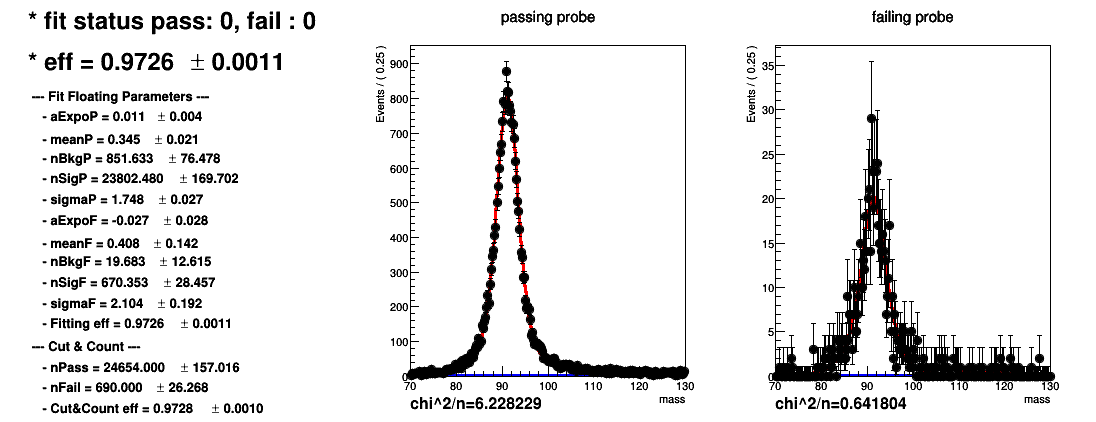 * fit status pass: 0, fail : 0
* eff = 0.9726 ± 0.0011
--- Fit Floating Parameters ---
- aExpoP = 0.011 ± 0.004
- meanP = 0.345 ± 0.021
- nBkgP = 851.633 ± 76.478
- nSigP = 23802.480 ± 169.702
- sigmaP = 1.748 ± 0.027
- aExpoF = -0.027 ± 0.028
- meanF = 0.408 ± 0.142
- nBkgF = 19.683 ± 12.615
- nSigF = 670.353 ± 28.457
- sigmaF = 2.104 ± 0.192
- Fitting eff = 0.9726 ± 0.0011
--- Cut & Count ---
- nPass = 24654.000 ± 157.016
- nFail = 690.000 ± 26.268
- Cut&Count eff = 0.9728 ± 0.0010
passing probe
Events / ( 0.25 )
900
800
700
600
500
400
300
200
100
0
70 80 90 100 110 120 130
mass
chi^2/n=6.228229
failing probe
Events / ( 0.25 )
35
30
25
20
15
10
5
0
70 80 90 100 110 120 130
mass
chi^2/n=0.641804